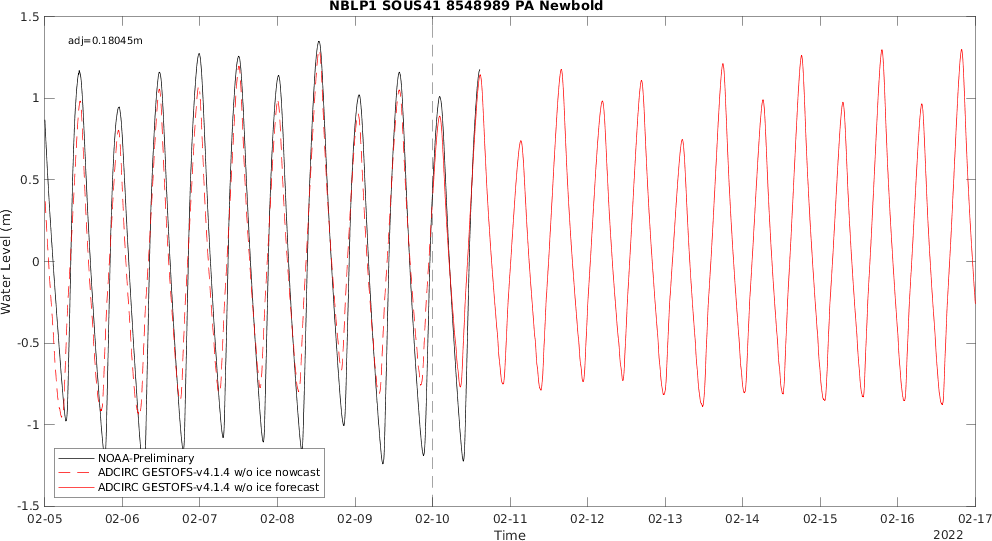 NBLP1 SOUS41 8548989 PA Newbold
adj=0.18045m
1.5
1
0.5
0
-0.5
-1
-1.5
Water Level (m)
NOAA-Preliminary
ADCIRC GESTOFS-v4.1.4 w/o ice nowcast
ADCIRC GESTOFS-v4.1.4 w/o ice forecast
02-05 02-06 02-07 02-08 02-09 02-10 02-11 02-12 02-13 02-14 02-15 02-16 02-17
Time
2022